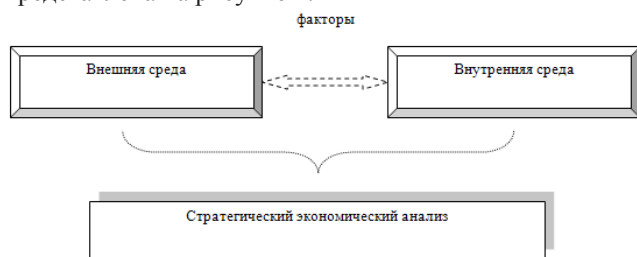 факторы
Внешняя среда
Внутренняя среда
Стратегический экономический анализ